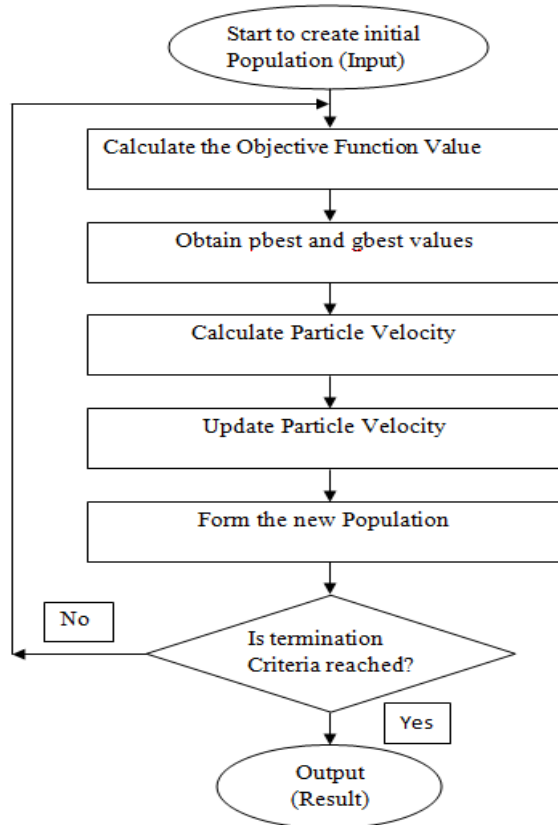 Start to create initial
Population (Input)
Calculate the Objective Function Value
Obtain pbest and gbest values
Calculate Particle Velocity
Update Particle Velocity
Form the new Population
No
Is termination
Criteria reached?
Yes
Output
(Result)